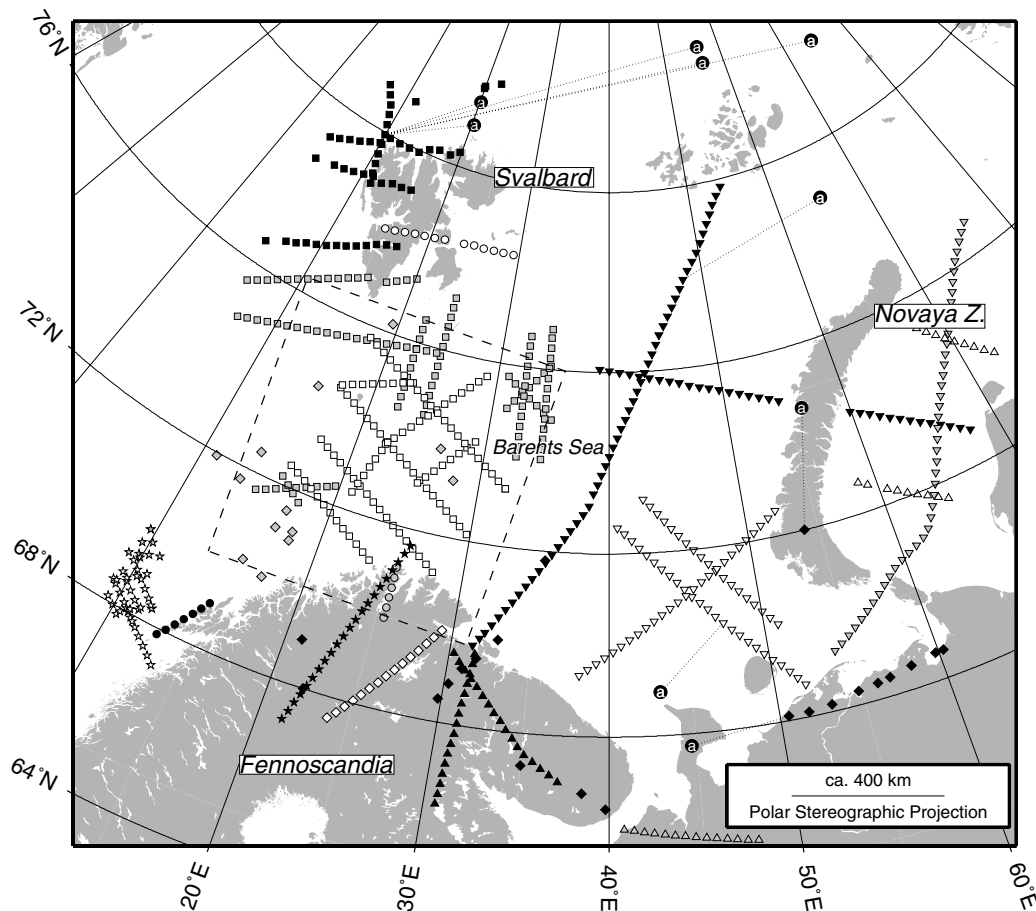 76˚N
a
a
a
a
a
Svalbard
a
72˚N
Novaya Z.
a
Barents Sea
68˚N
a
a
64˚N
Fennoscandia
ca. 400 km
Polar Stereographic Projection
20˚E
30˚E
40˚E
50˚E
60˚E